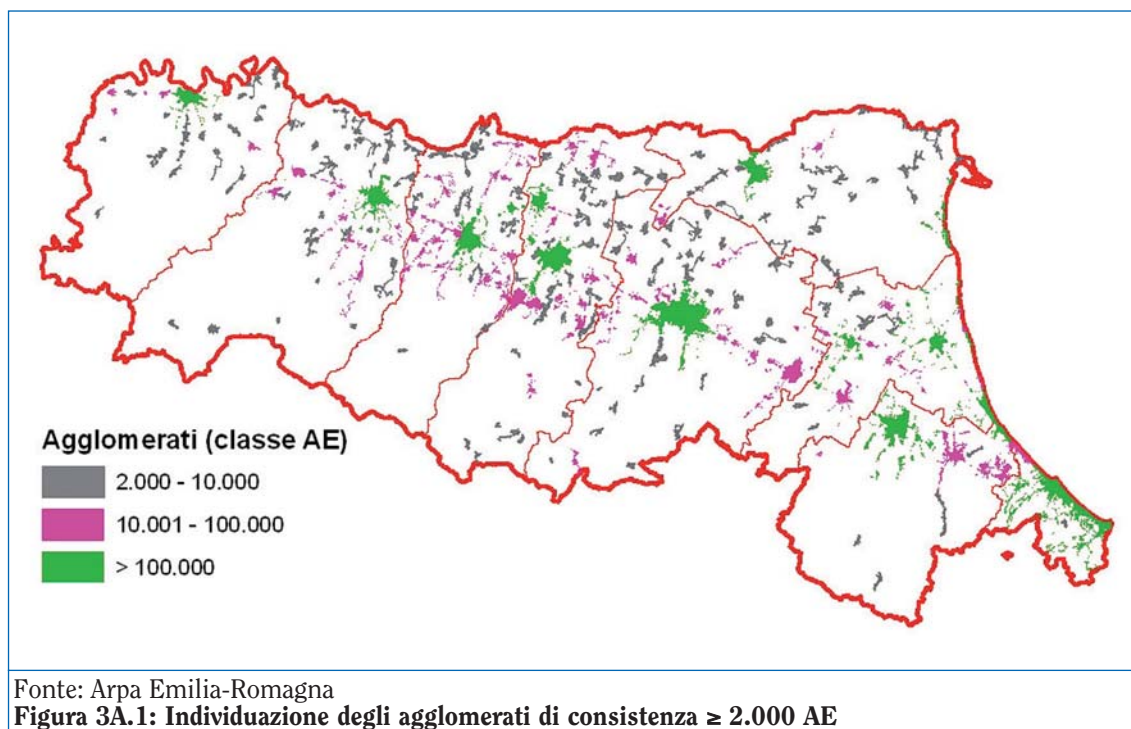 Agglomerati (classe AE)
2.000 - 10.000
10.001 - 100.000
> 100.000
Fonte: Arpa Emilia-Romagna
Figura 3A.1: Individuazione degli agglomerati di consistenza ≥ 2.000 AE